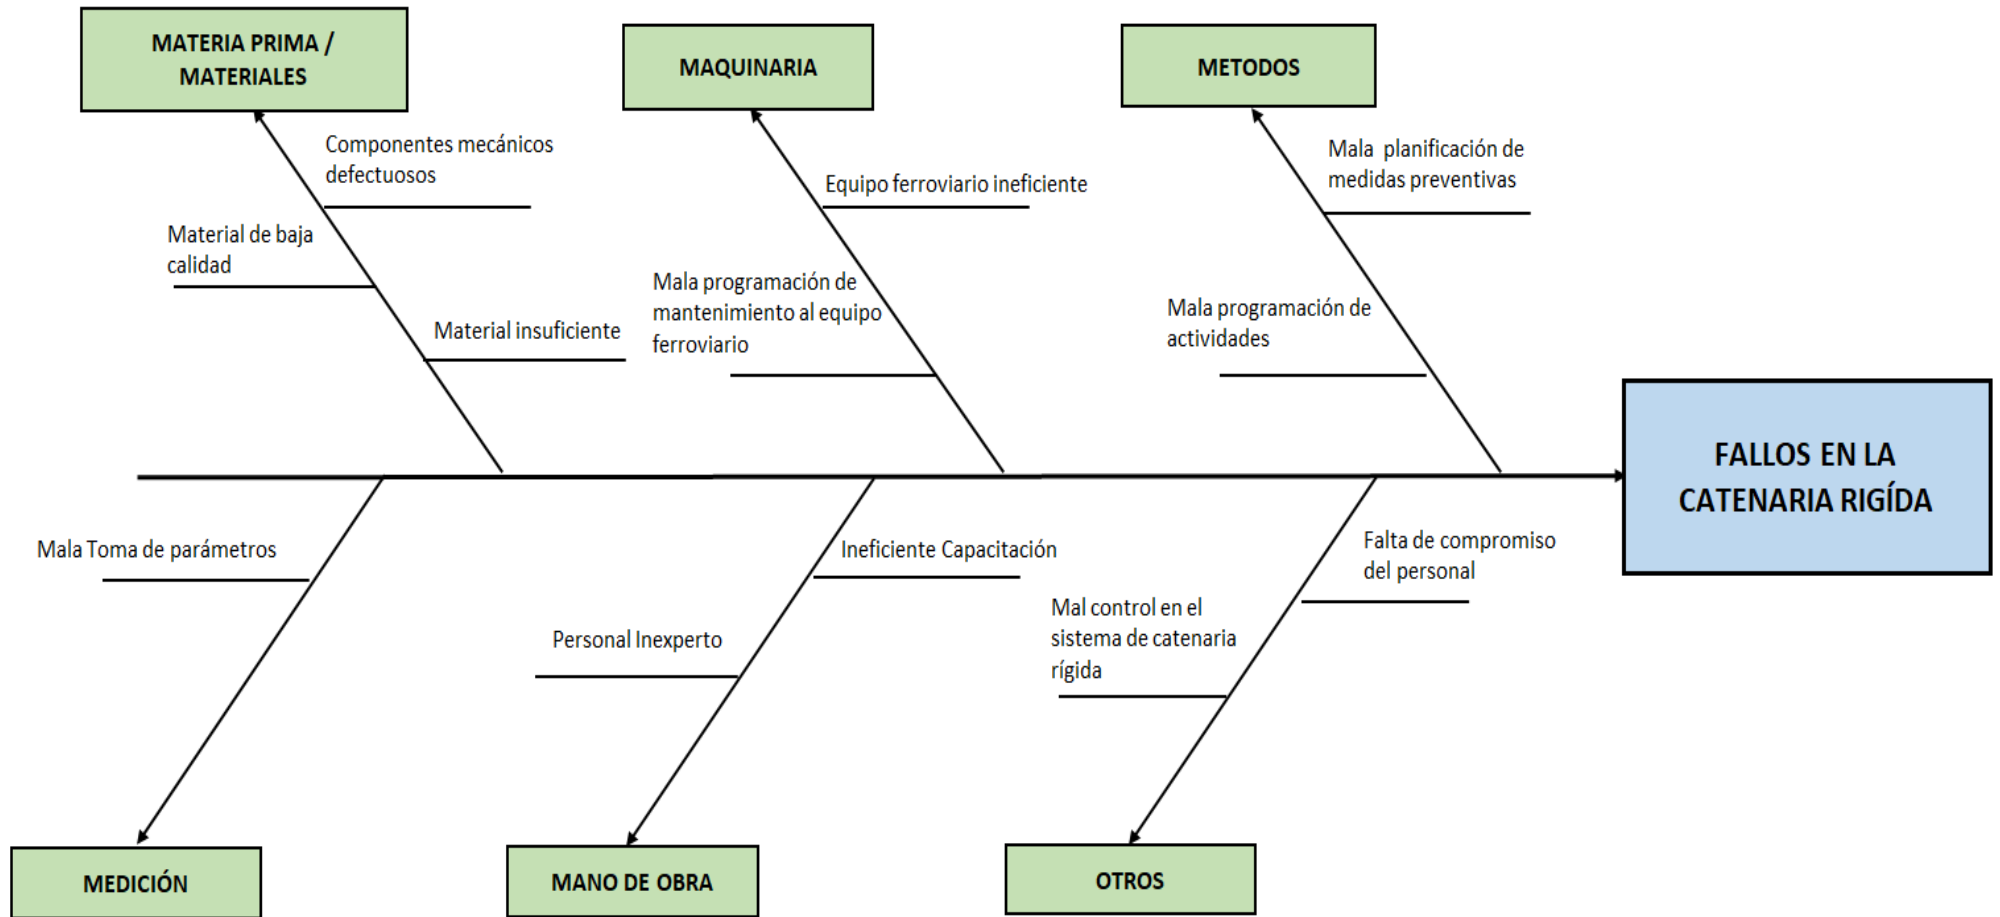 MATERIA PRIMA /
MATERIALES
MAQUINARIA
METODOS
Componentes mecánicos
defectuosos
Material de baja
calidad
Material insuficiente
Equipo ferroviario ineficiente
Mala programación de
mantenimiento al equipo
ferroviario
Mala planificación de
medidas preventivas
Mala programación de
actividades
FALLOS EN LA
CATENARIA RIGÍDA
Mala Toma de parámetros
Ineficiente Capacitación
Personal Inexperto
Falta de compromiso
del personal
Mal control en el
sistema de catenaria
rígida
MEDICIÓN
MANO DE OBRA
OTROS